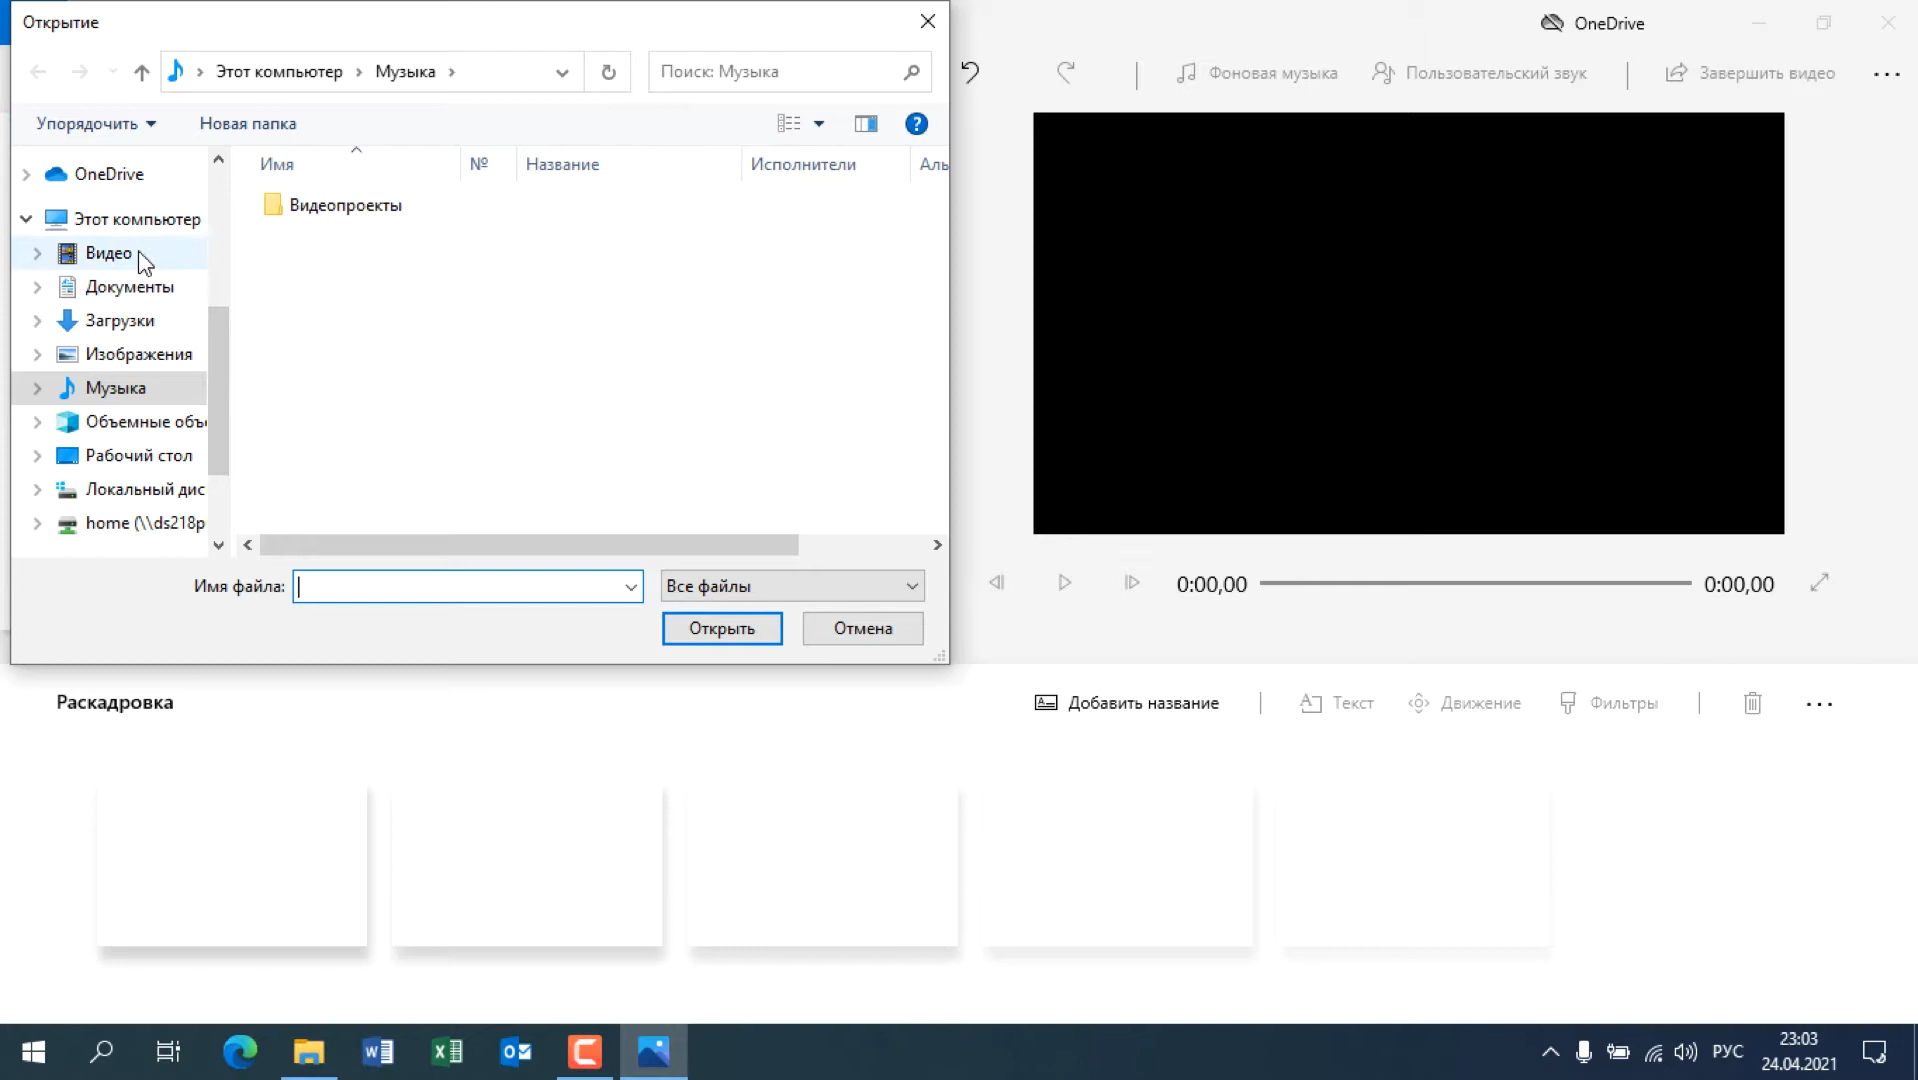 Открытие
OneDrive
Этот компьютер
Музыка
Поиск: Музыка
Фоновая музыка
Пользовательский звук
Завершить видео
Упорядочить
Новая папка
OneDrive
Этот компьютер
Видео
Документы
Загрузки
Изображения
Музыка
Объемные объ
Рабочий стол
Локальный дис
home (\\ds218p
Имя
№
Название
Исполнители
Аль
Видеопроекты
Имя файла:
Все файлы
Открыть
Отмена
0:00,00
0:00,00
Раскадровка
Добавить название
Текст
Движение
Фильтры
РУС
23:03
24.04.2021